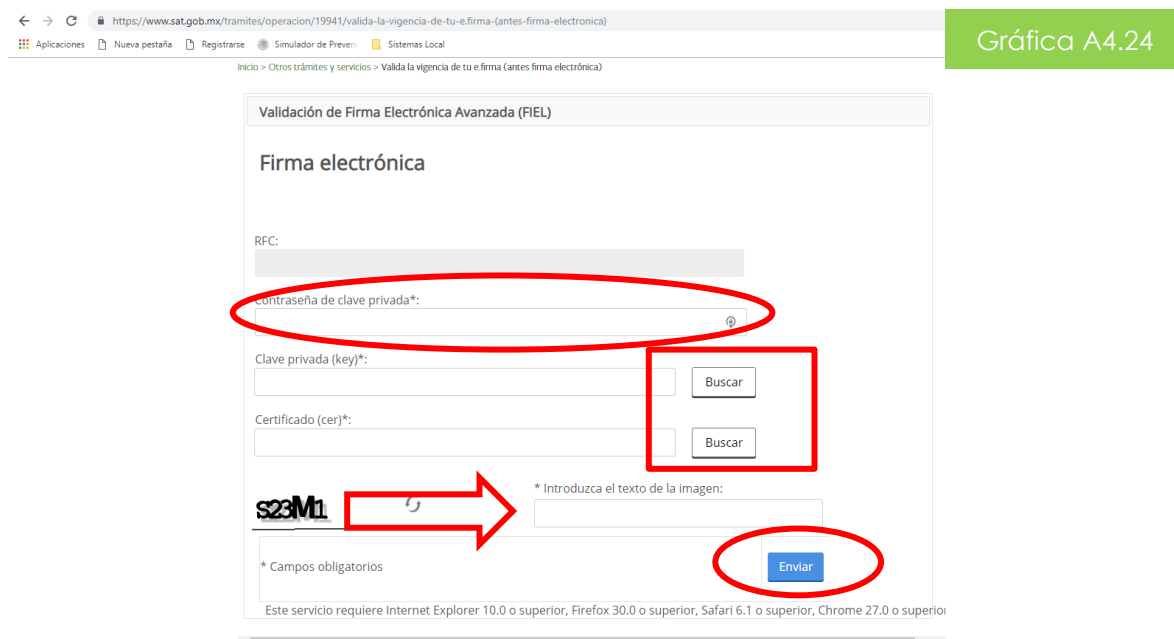 https://www.sat.gob.mx/tramites/operacion/19941/valida-la-vigencia-de-tu-e.firma-(antes-firma-electronica)
Gráfica A4.24
Aplicaciones Nueva pestaña Registrarse Simulador de Preven Sistemas Local
Inicio > Otros trámites y servicios > Valida la vigencia de tu e.firma (antes firma electrónica)
Validación de Firma Electrónica Avanzada (FIEL)
Firma electrónica
RFC:
Contraseña de clave privada*:
Clave privada (key)*:
Buscar
Certificado (cer)*:
Buscar
* Introduzca el texto de la imagen:
s23M1
* Campos obligatorios
Enviar
Este servicio requiere Internet Explorer 10.0 o superior, Firefox 30.0 o superior, Safari 6.1 o superior, Chrome 27.0 o superior